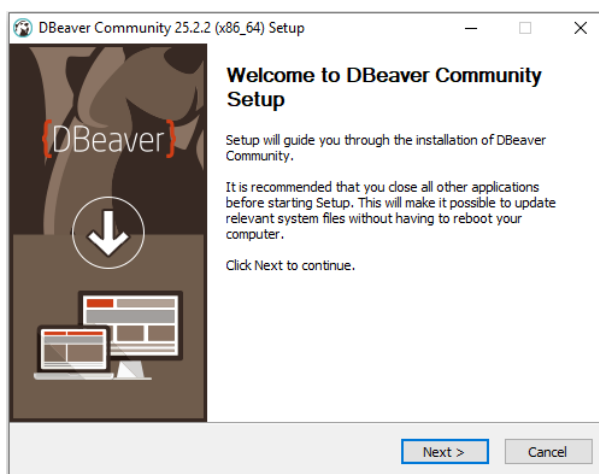 DBeaver Community 25.2.2 (x86_64) Setup
{DBeaver}
Welcome to DBeaver Community
Setup
Setup will guide you through the installation of DBeaver
Community.
It is recommended that you close all other applications
before starting Setup. This will make it possible to update
relevant system files without having to reboot your
computer.
Click Next to continue.
Next >
Cancel